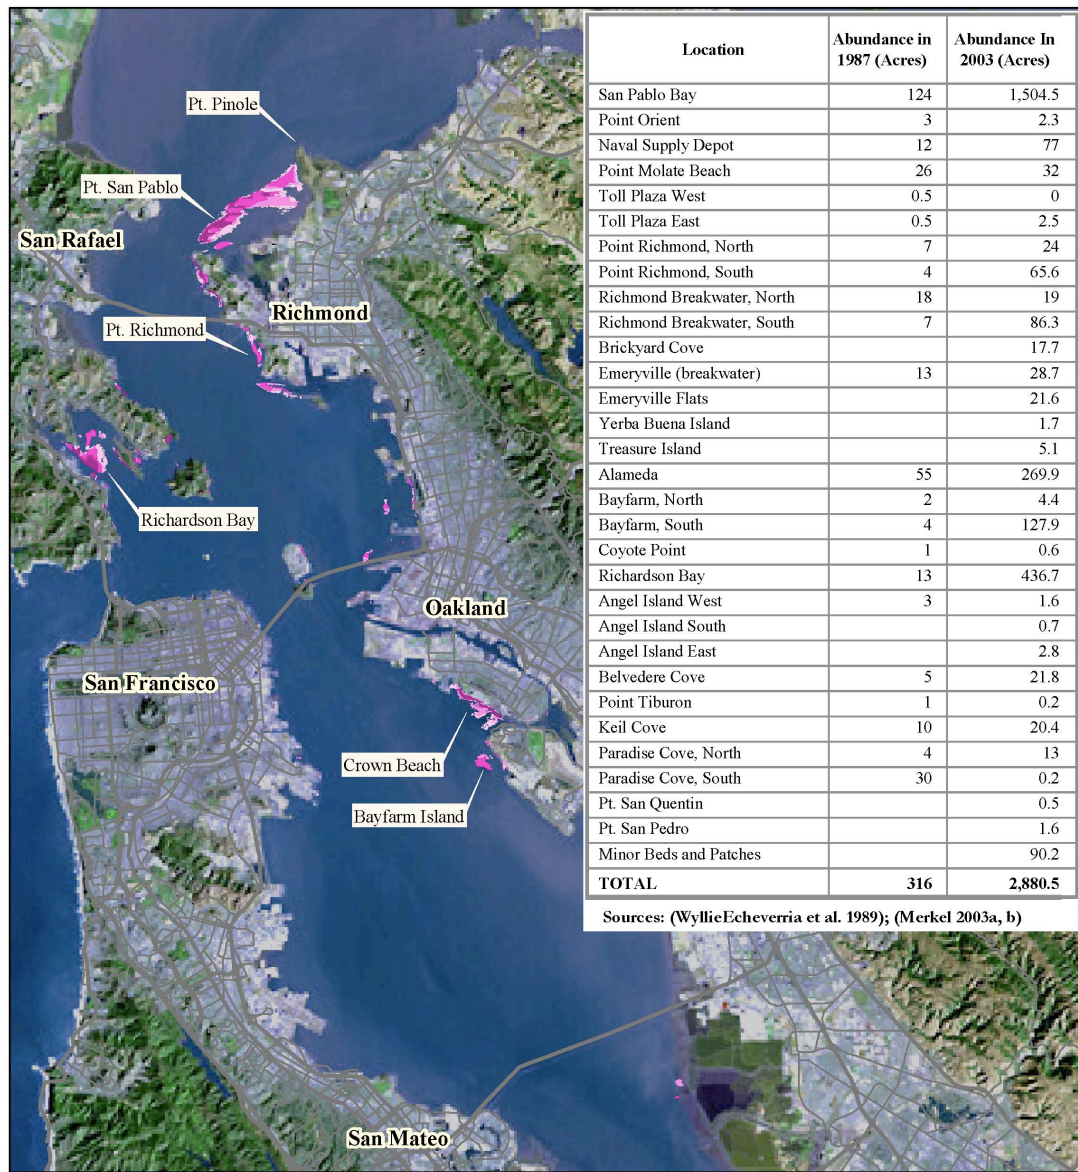 Location Abundance in 1987 (Acres) Abundance In 2003 (Acres)
San Pablo Bay 124 1,504.5
Point Orient 3 2.3
Naval Supply Depot 12 77
Point Molate Beach 26 32
Toll Plaza West 0.5 0
Toll Plaza East 0.5 2.5
Point Richmond, North 7 24
Point Richmond, South 4 65.6
Richmond Breakwater, North 18 19
Richmond Breakwater, South 7 86.3
Brickyard Cove 17.7
Emeryville (breakwater) 13 28.7
Emeryville Flats 21.6
Yerba Buena Island 1.7
Treasure Island 5.1
Alameda 55 269.9
Bayfarm, North 2 4.4
Bayfarm, South 4 127.9
Coyote Point 1 0.6
Richardson Bay 13 436.7
Angel Island West 3 1.6
Angel Island South 0.7
Angel Island East 2.8
Belvedere Cove 5 21.8
Point Tiburon 1 0.2
Keil Cove 10 20.4
Paradise Cove, North 4 13
Paradise Cove, South 30 0.2
Pt. San Quentin 0.5
Pt. San Pedro 1.6
Minor Beds and Patches 90.2
TOTAL 316 2,880.5
Sources: (WyllieEcheverria et al. 1989); (Merkel 2003a, b)
Pt. Pinole
Pt. San Pablo
San Rafael
Richmond
Pt. Richmond
Richardson Bay
Oakland
San Francisco
Crown Beach
Bayfarm Island
San Mateo